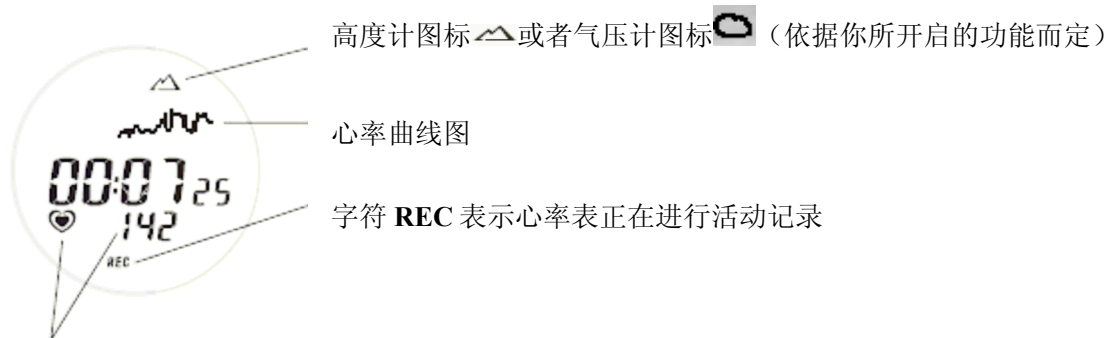 高度计图标或者气压计图标（依据你所开启的功能而定）
心率曲线图
00:07 25
字符 REC 表示心率表正在进行活动记录
142
REC